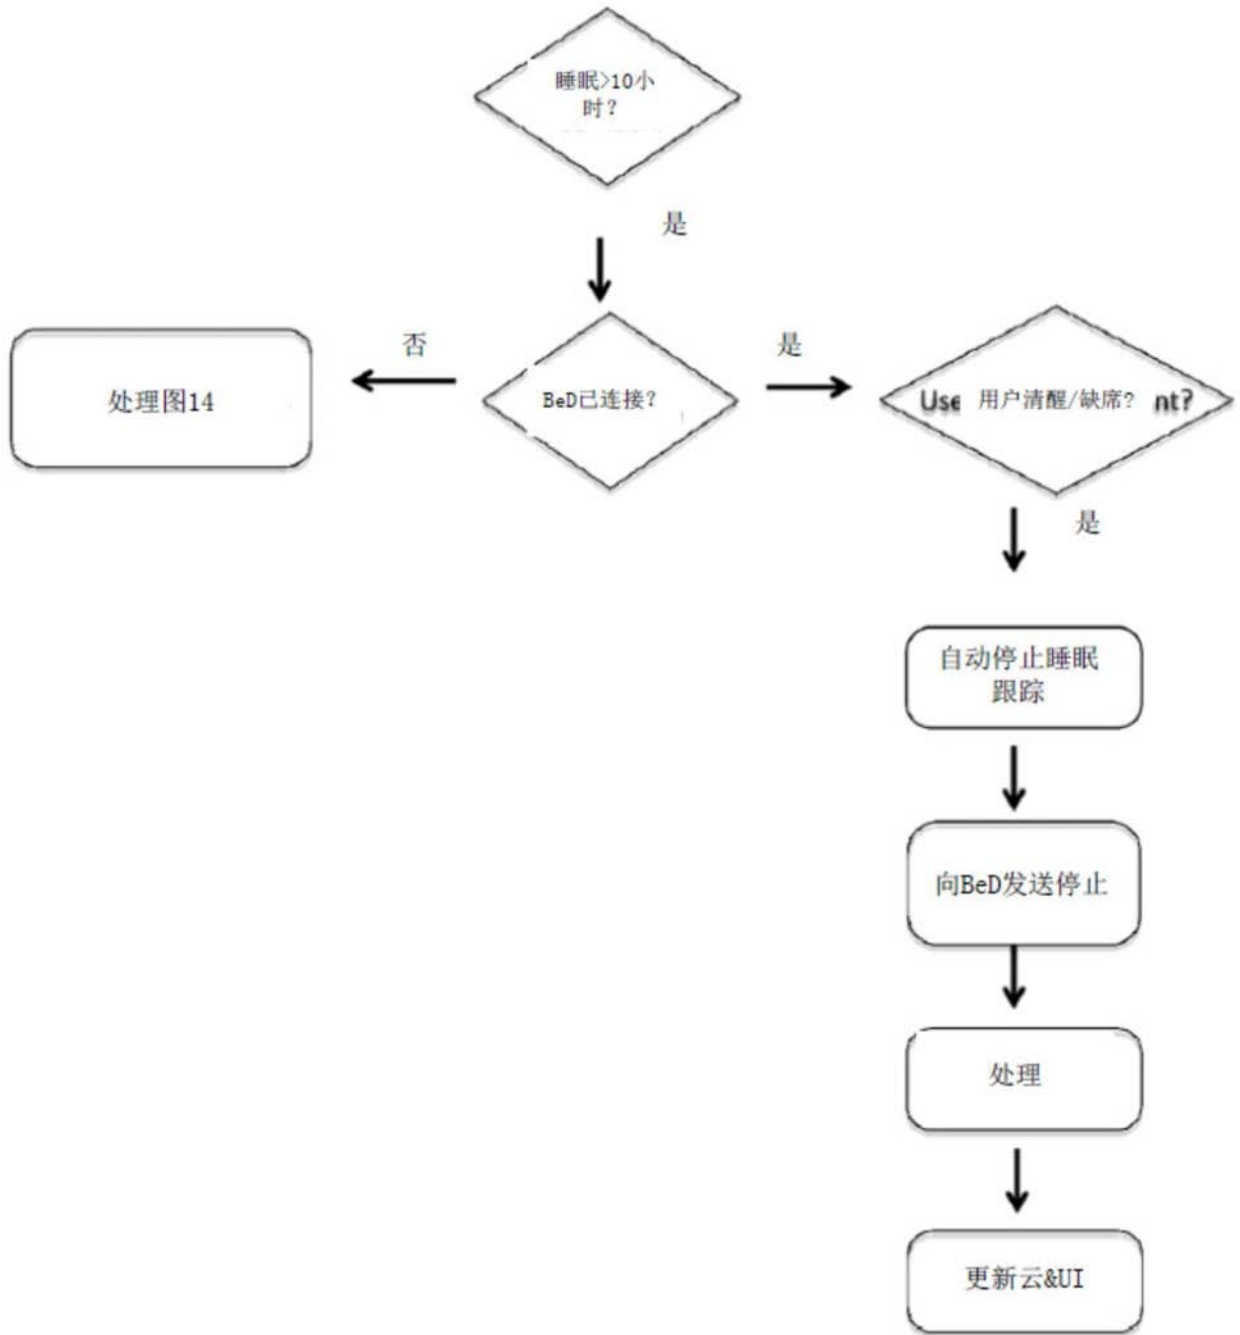 睡眠>10小
时?
是
否
是
处理图14
BeD已连接?
Use 用户清醒/缺席? nt?
是
自动停止睡眠
跟踪
向BeD发送停止
处理
更新云&UI